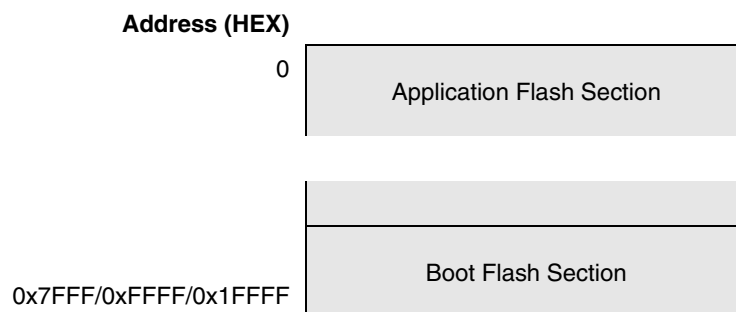 Address (HEX)
0
Application Flash Section
Boot Flash Section
0x7FFF/0xFFFF/0x1FFFF